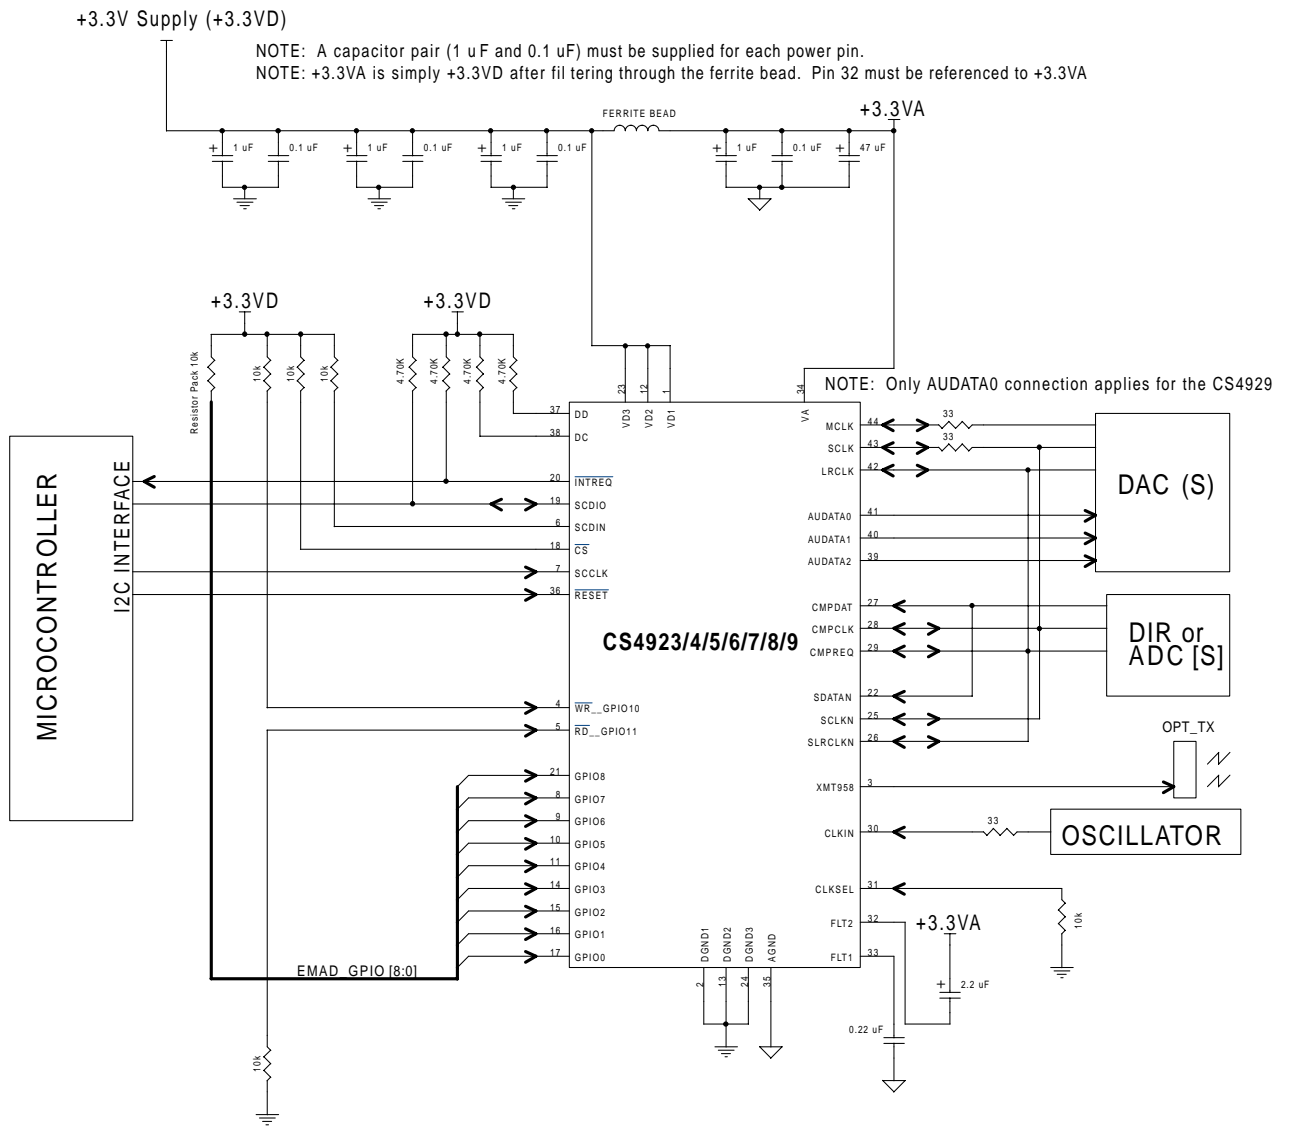 +3.3V Supply (+3.3VD)
NOTE: A capacitor pair (1 uF and 0.1 uF) must be supplied for each power pin.
NOTE: +3.3VA is simply +3.3VD after fil tering through the ferrite bead. Pin 32 must be referenced to +3.3VA
FERRITE BEAD
+3.3VA
+ 1 uF
0.1 uF
+ 1 uF
0.1 uF
+ 1 uF
0.1 uF
+ 1 uF
0.1 uF
+ 47 uF
+3.3VD
+3.3VD
Resistor Pack 10k
10k
10k
10k
4.70K
4.70K
4.70K
4.70K
NOTE: Only AUDATA0 connection applies for the CS4929
23
12
1
34
VD3
VD2
VD1
VA
MICROCONTROLLER
I2C INTERFACE
37 DD
38 DC
20 INTREQ
19 SCDIO
6 SCDIN
18 CS
7 SCCLK
36 RESET
4 WR__GPIO10
5 RD__GPIO11
21 GPIO8
8 GPIO7
9 GPIO6
10 GPIO5
11 GPIO4
14 GPIO3
15 GPIO2
16 GPIO1
17 GPIO0
EMAD_GPIO[8:0]
10k
CS4923/4/5/6/7/8/9
MCLK 44
33
SCLK 43
33
LRCLK 42
AUDATA0 41
AUDATA1 40
AUDATA2 39
DAC (S)
CMPDAT 27
CMPCLK 28
CMPREQ 29
DIR or
ADC [S]
SDATAN 22
SCLKN 25
SLRCLKN 26
OPT_TX
XMT958 3
CLKIN 30
33
OSCILLATOR
CLKSEL 31
10k
FLT2 32
+3.3VA
FLT1 33
+ 2.2 uF
0.22 uF
DGND1
DGND2
DGND3
AGND
2
13
24
35